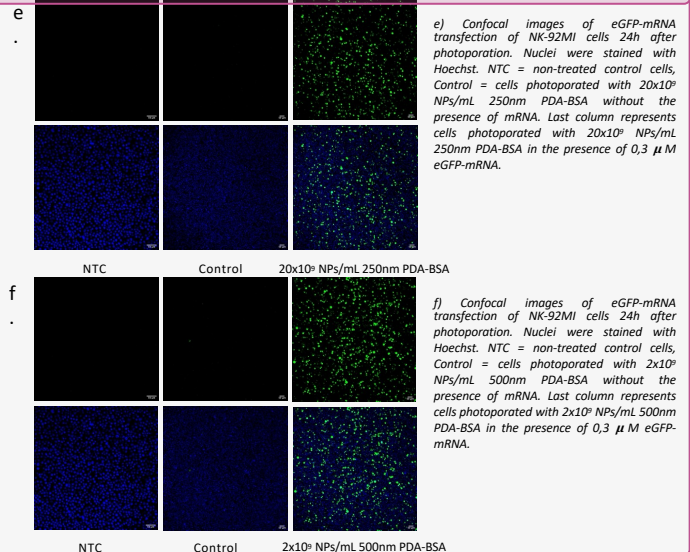 e
.
e) Confocal images of eGFP-mRNA
transfection of NK-92MI cells 24h after
photoporation. Nuclei were stained with
Hoechst. NTC = non-treated control cells,
Control = cells photoporated with 20x10⁹
NPs/mL 250nm PDA-BSA without the
presence of mRNA. Last column represents
cells photoporated with 20x10⁹ NPs/mL
250nm PDA-BSA in the presence of 0,3 μM
eGFP-mRNA.
NTC Control 20x10⁹ NPs/mL 250nm PDA-BSA
f
.
f) Confocal images of eGFP-mRNA
transfection of NK-92MI cells 24h after
photoporation. Nuclei were stained with
Hoechst. NTC = non-treated control cells,
Control = cells photoporated with 2x10⁹
NPs/mL 500nm PDA-BSA without the
presence of mRNA. Last column represents
cells photoporated with 2x10⁹ NPs/mL 500nm
PDA-BSA in the presence of 0,3 μM eGFP-
mRNA.
NTC Control 2x10⁹ NPs/mL 500nm PDA-BSA